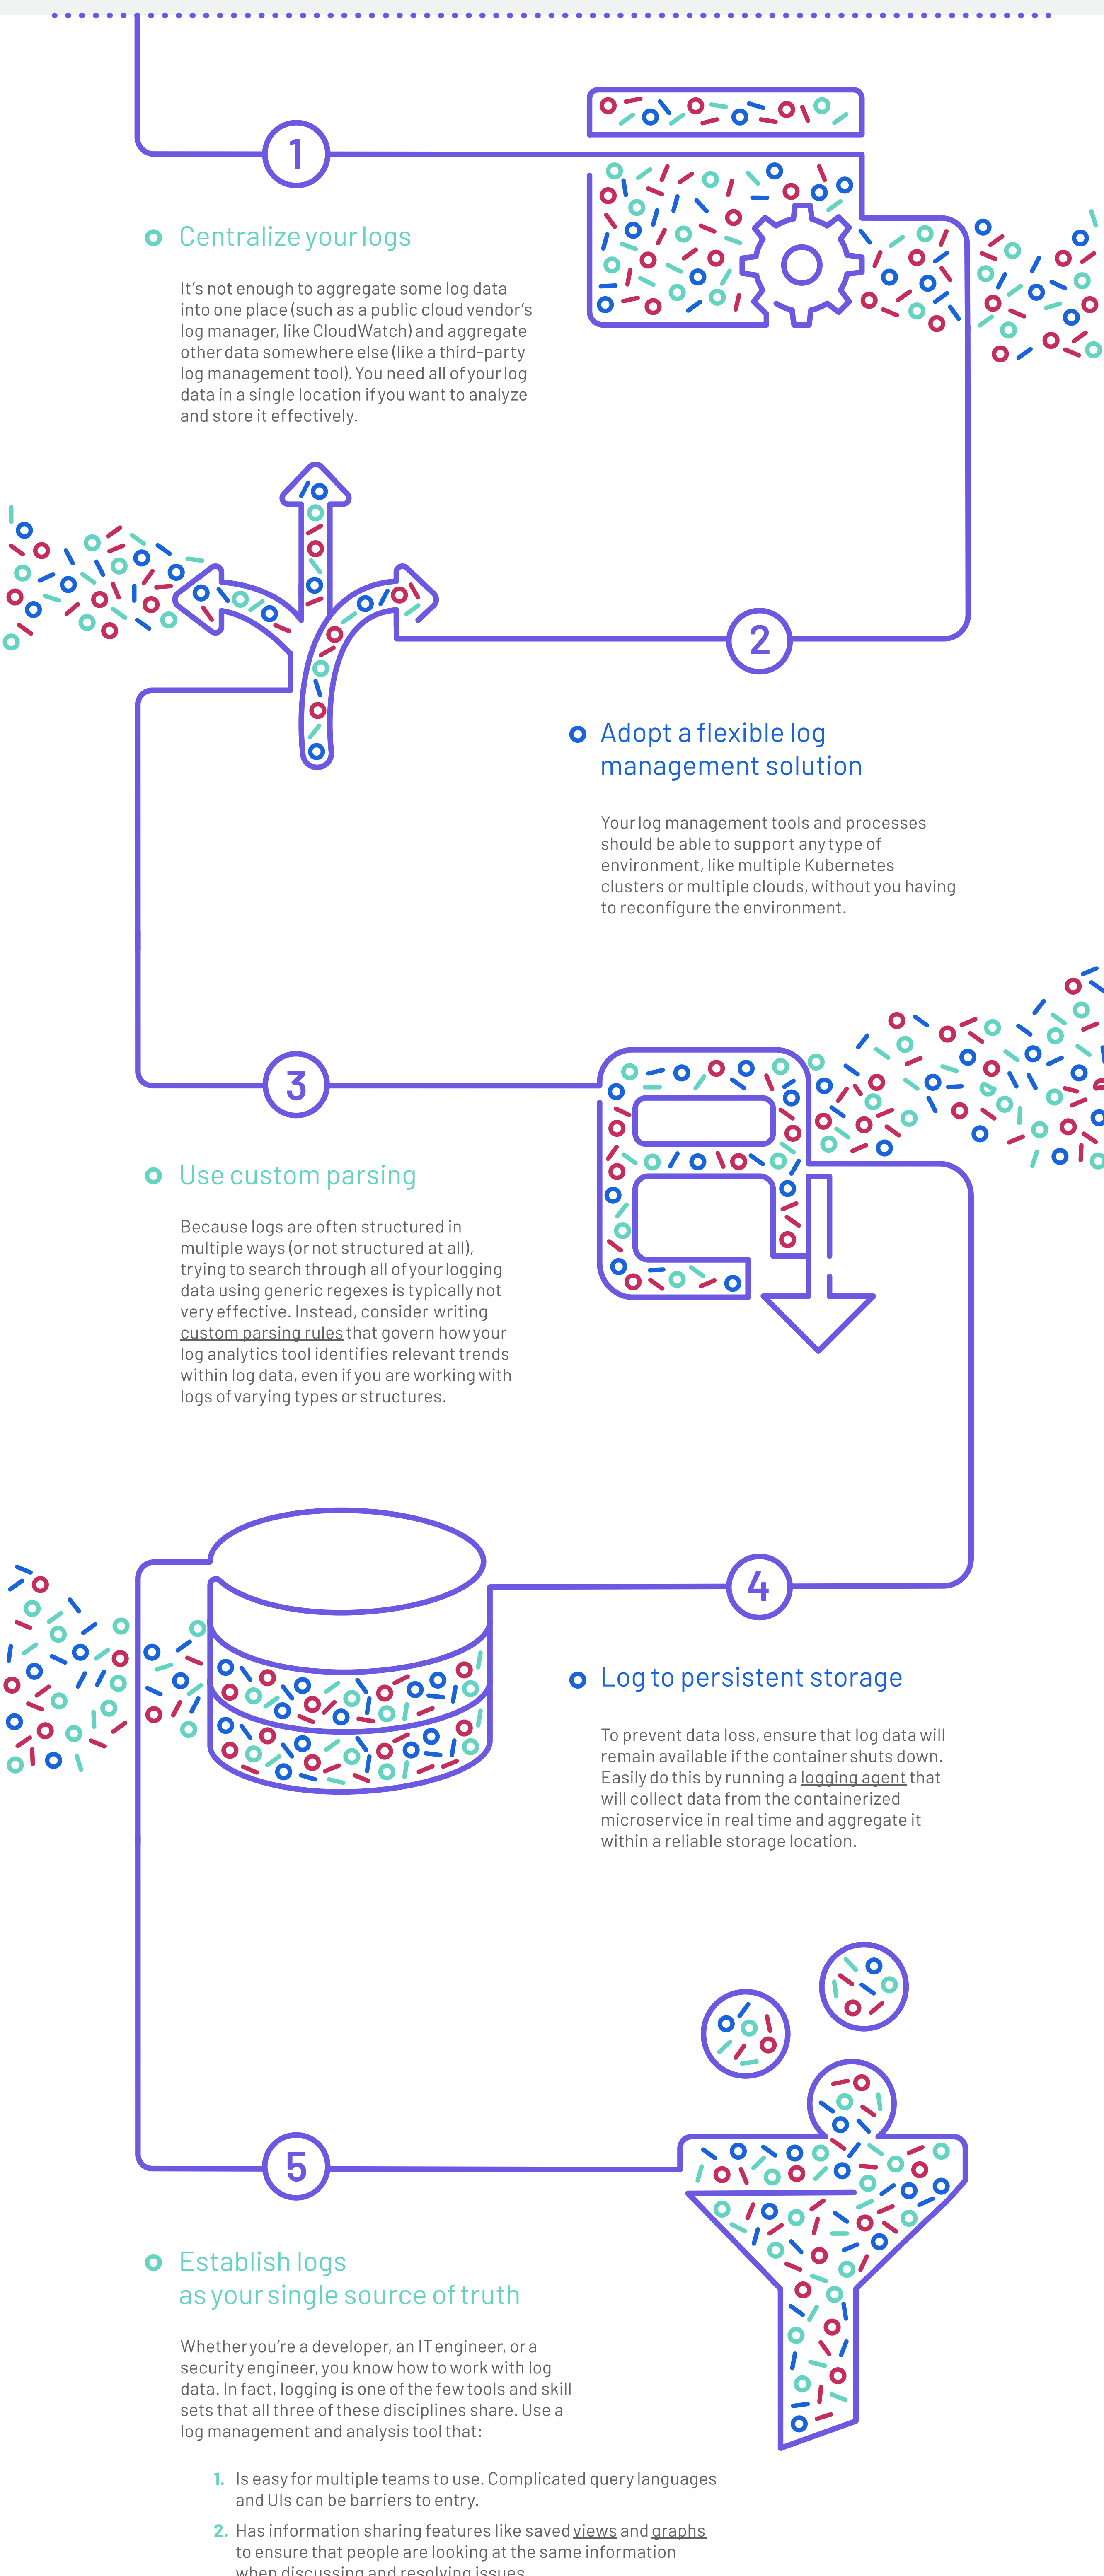 1
Centralize your logs
It's not enough to aggregate some log data
into one place (such as a public cloud vendor's
log manager, like CloudWatch) and aggregate
other data somewhere else (like a third-party
log management tool). You need all of your log
data in a single location if you want to analyze
and store it effectively.
2
Adopt a flexible log
management solution
Your log management tools and processes
should be able to support any type of
environment, like multiple Kubernetes
clusters or multiple clouds, without you having
to reconfigure the environment.
3
Use custom parsing
Because logs are often structured in
multiple ways (or not structured at all),
trying to search through all of your logging
data using generic regexes is typically not
very effective. Instead, consider writing
custom parsing rules that govern how your
log analytics tool identifies relevant trends
within log data, even if you are working with
logs of varying types or structures.
4
Log to persistent storage
To prevent data loss, ensure that log data will
remain available if the container shuts down.
Easily do this by running a logging agent that
will collect data from the containerized
microservice in real time and aggregate it
within a reliable storage location.
5
Establish logs
as your single source of truth
Whether you're a developer, an IT engineer, or a
security engineer, you know how to work with log
data. In fact, logging is one of the few tools and skill
sets that all three of these disciplines share. Use a
log management and analysis tool that:
1. Is easy for multiple teams to use. Complicated query languages
and UIs can be barriers to entry.
2. Has information sharing features like saved views and graphs
to ensure that people are looking at the same information
when discussing and resolving issues.